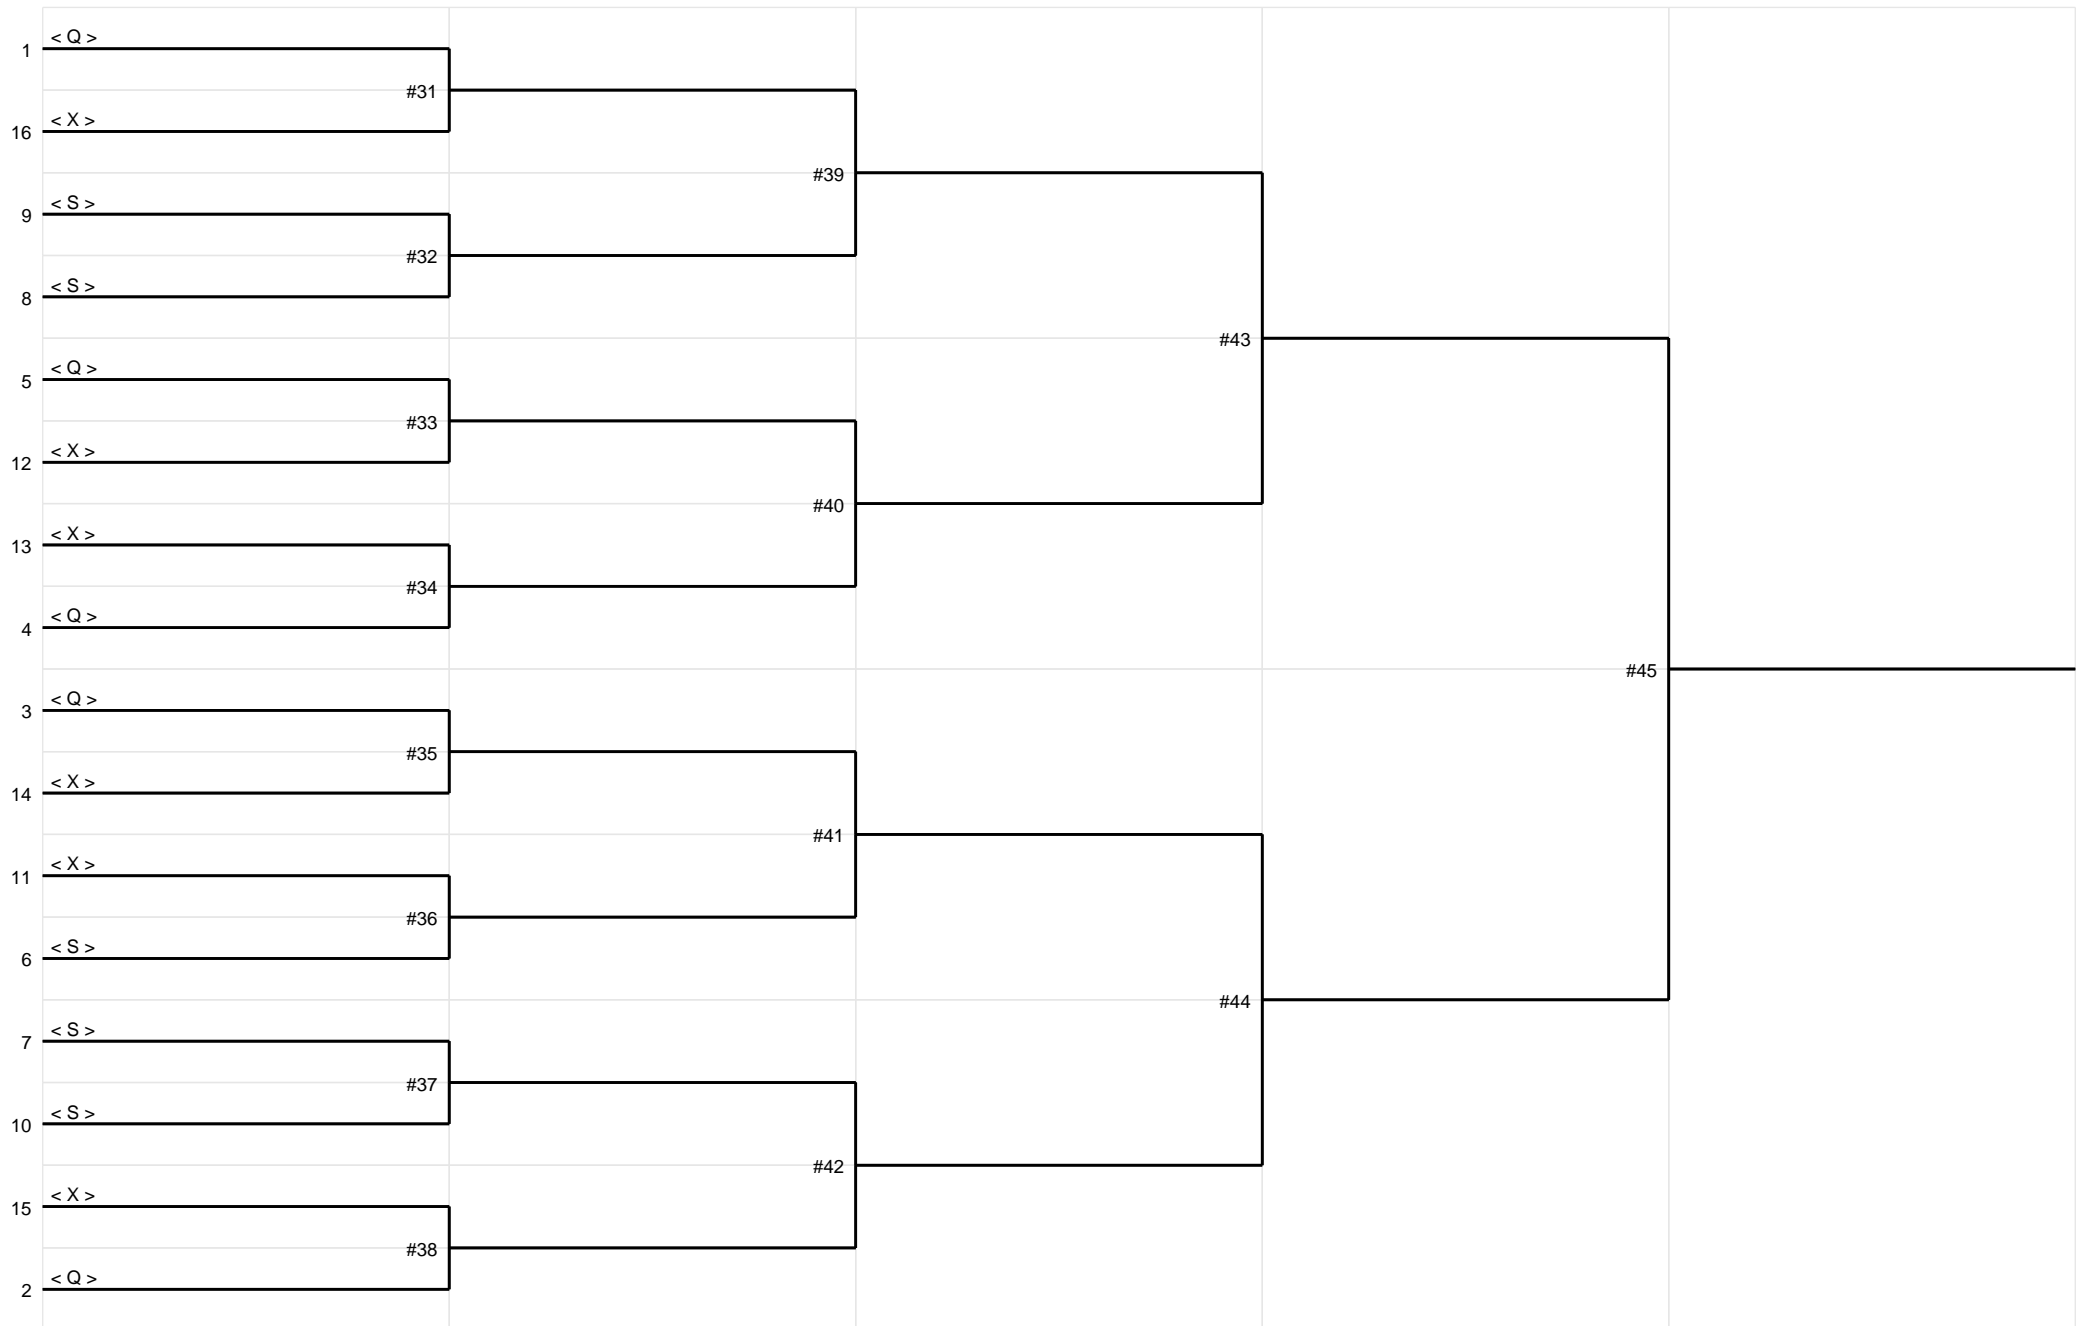 < Q >
1
#31
< X >
16
#39
< S >
9
#32
< S >
8
#43
< Q >
5
#33
< X >
12
#40
< X >
13
#34
< Q >
4
#45
< Q >
3
#35
< X >
14
#41
< X >
11
#36
< S >
6
#44
< S >
7
#37
< S >
10
#42
< X >
15
#38
< Q >
2